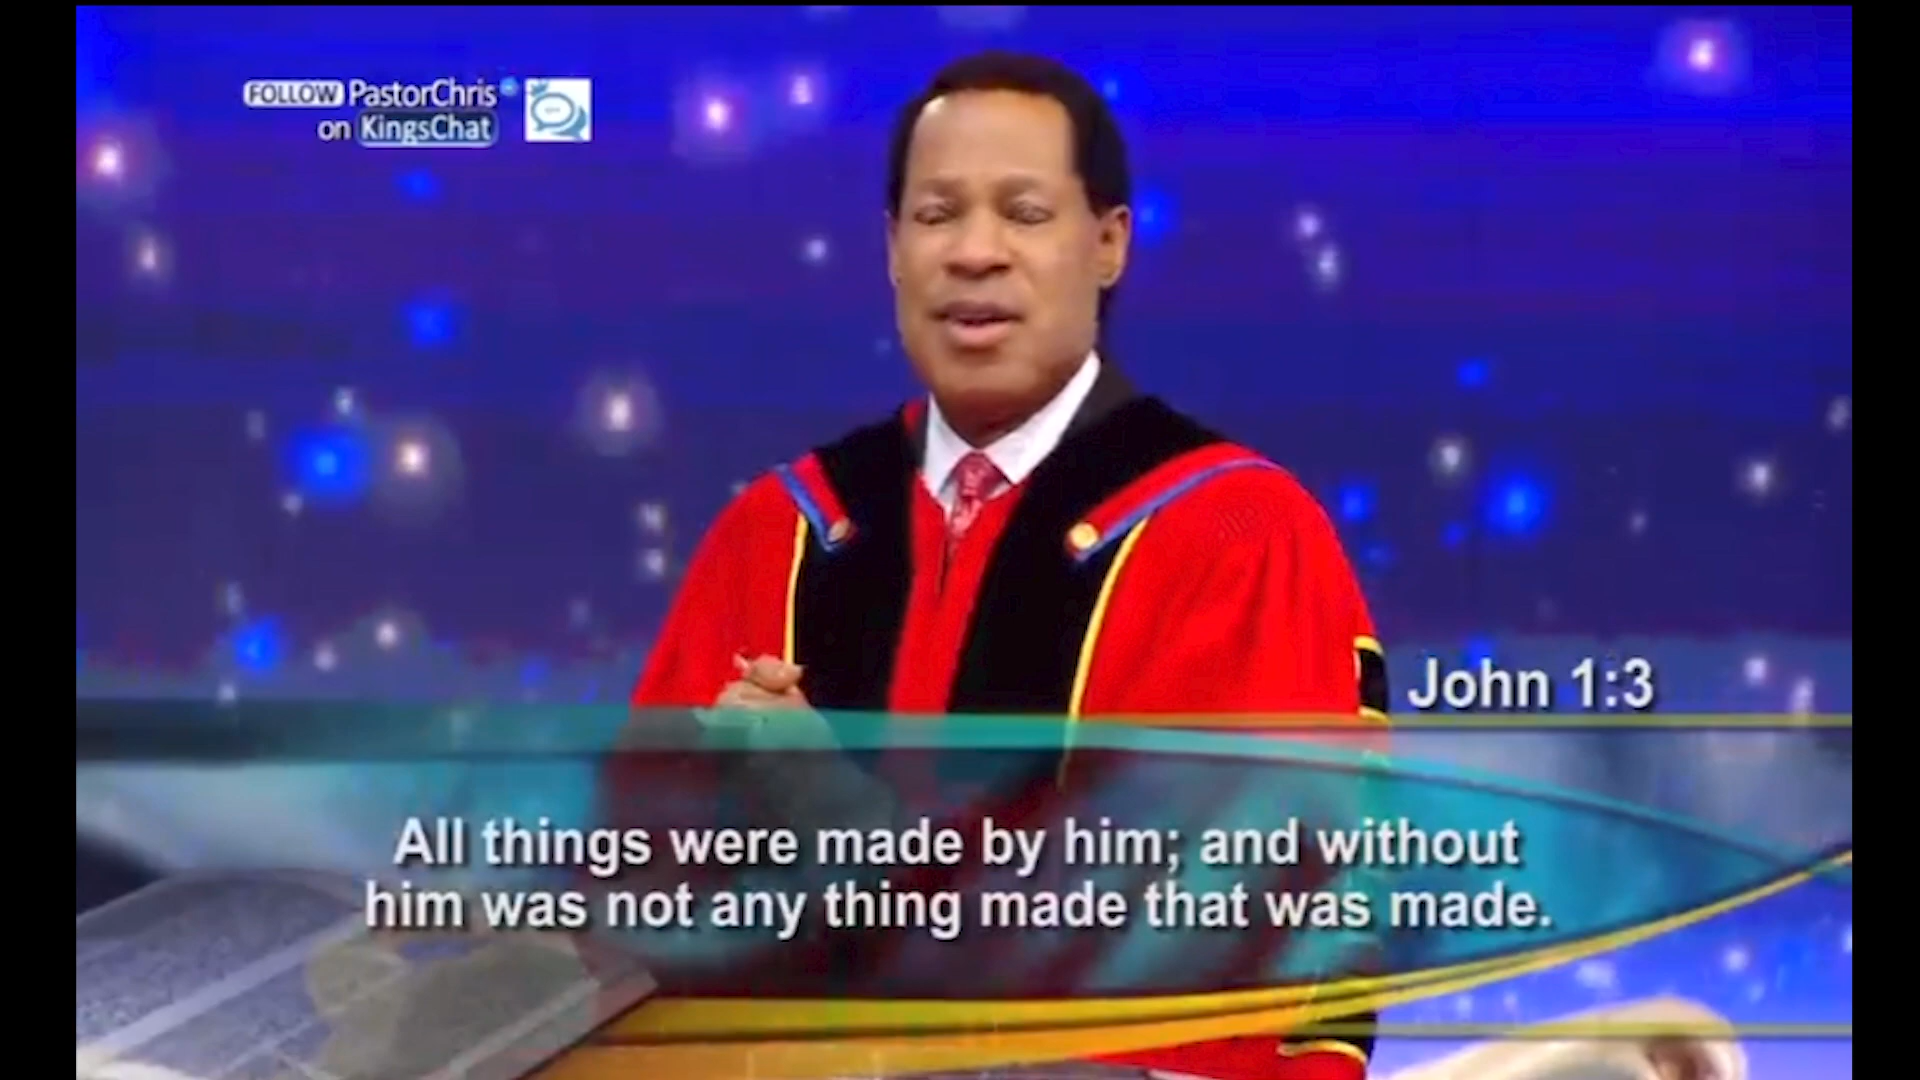 FOLLOW PastorChris
on KingsChat
John 1:3
All things were made by him; and without
him was not any thing made that was made.